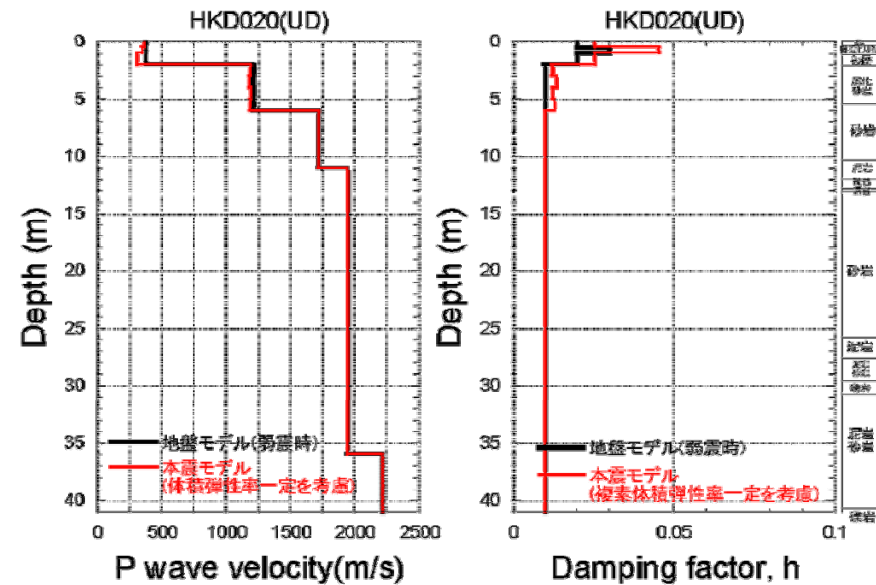 HKD020(UD)
0
5
10
15
20
25
30
35
40
Depth (m)
地盤モデル(弱震時)
本震モデル
(体積弾性率一定を考慮)
0 500 1000 1500 2000 2500
P wave velocity(m/s)
HKD020(UD)
0
5
10
15
20
25
30
35
40
Depth (m)
地盤モデル(弱震時)
本震モデル
(複素体積弾性率一定を考慮)
0 0.05 0.1
Damping factor, h
砂岩
砂岩
礫岩